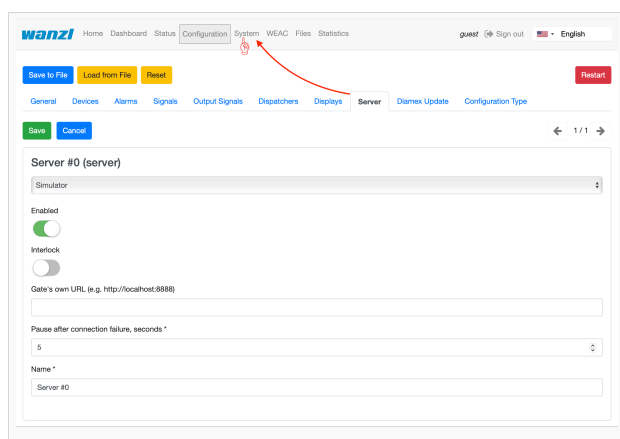 wanzl Home Dashboard Status Configuration System WEAC Files Statistics guest Sign out English
Save to File Load from File Reset Restart
General Devices Alarms Signals Output Signals Dispatchers Displays Server Diamex Update Configuration Type
Save Cancel 1 / 1
Server #0 (server)
Simulator
Enabled
Interlock
Gate's own URL (e.g. http://localhost:8888)
Pause after connection failure, seconds *
5
Name *
Server #0